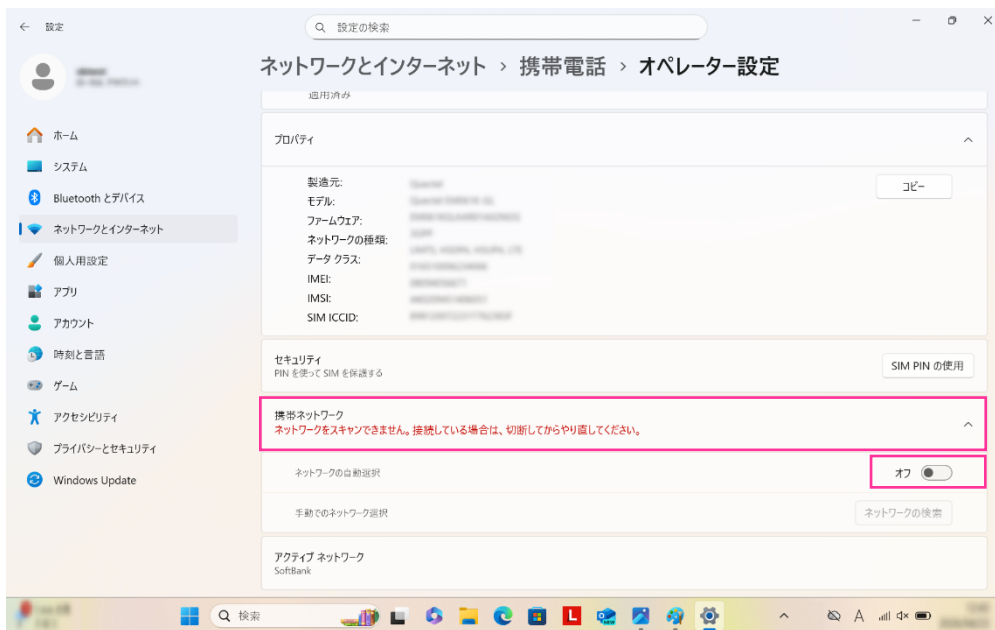 設定
設定の検索
ネットワークとインターネット › 携帯電話 › オペレーター設定
ホーム
システム
Bluetooth とデバイス
ネットワークとインターネット
個人用設定
アプリ
アカウント
時刻と言語
ゲーム
アクセシビリティ
プライバシーとセキュリティ
Windows Update
適用済み
プロパティ
製造元:
コピー
モデル:
ファームウェア:
ネットワークの種類:
データ クラス:
IMEI:
IMSI:
SIM ICCID:
セキュリティ
PIN を使って SIM を保護する
SIM PIN の使用
携帯ネットワーク
ネットワークをスキャンできません。接続している場合は、切断してからやり直してください。
ネットワークの自動選択
オフ
手動でのネットワーク選択
ネットワークの検索
アクティブ ネットワーク
SoftBank
検索
L
A